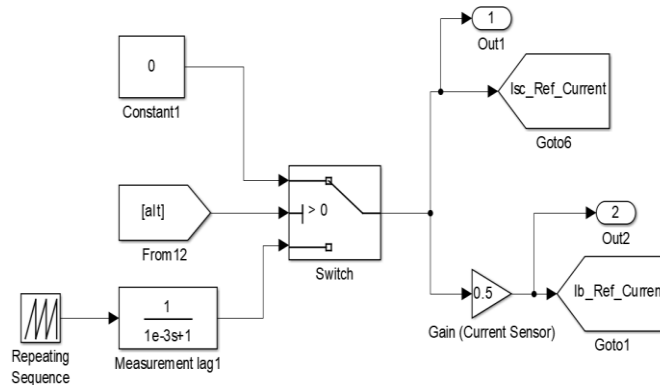 1
Out1
0
Constant1
Isc_Ref_Current
Goto6
[alt]
From12
> 0
Switch
2
Out2
0.5
Gain (Current Sensor)
Ib_Ref_Curren
Goto1
Repeating
Sequence
1
1e-3s+1
Measurement lag1